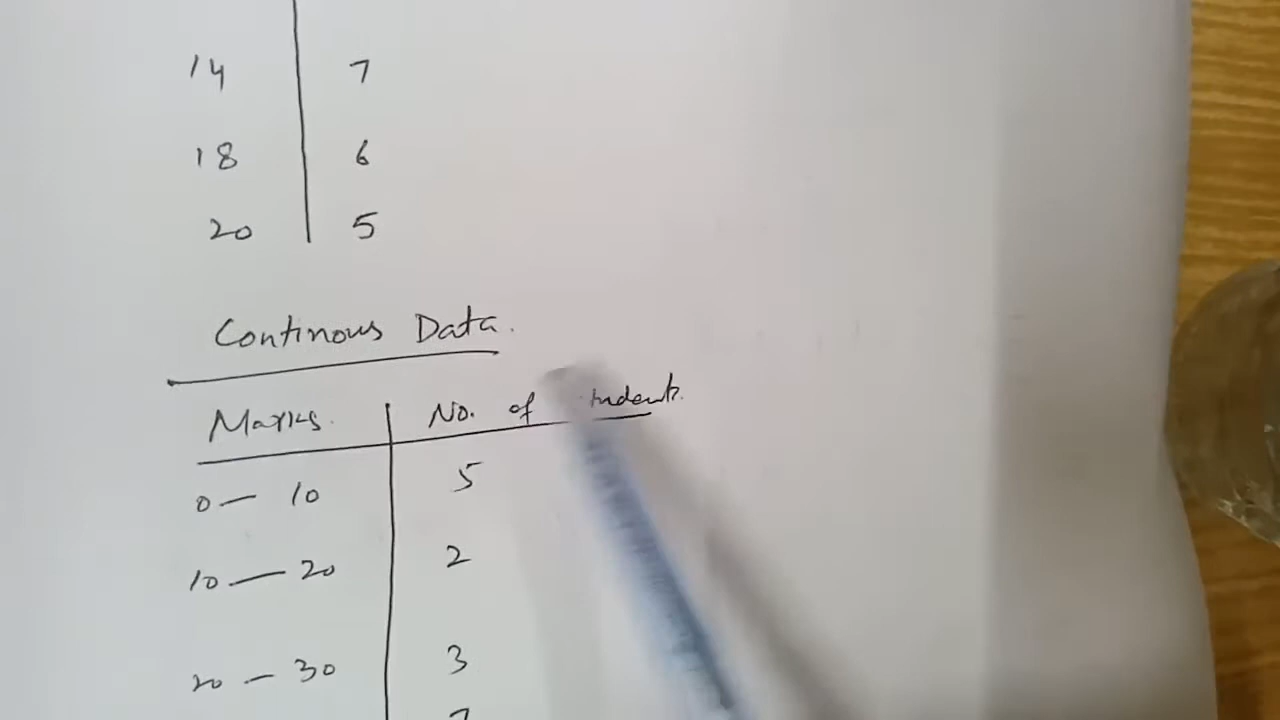 14 7
18 6
20 5
Continous Data.
Marks. No. of
0 — 10 5
10 — 20 2
20 — 30 3